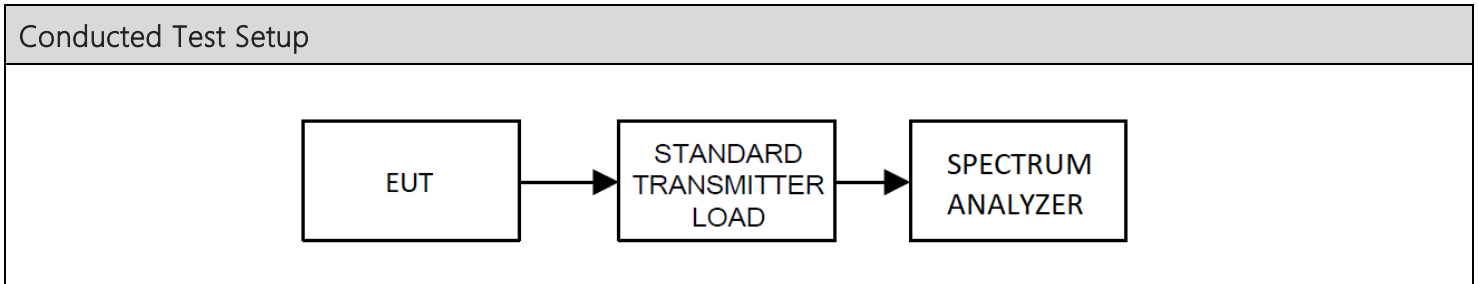 Conducted Test Setup
EUT
STANDARD
TRANSMITTER
LOAD
SPECTRUM
ANALYZER